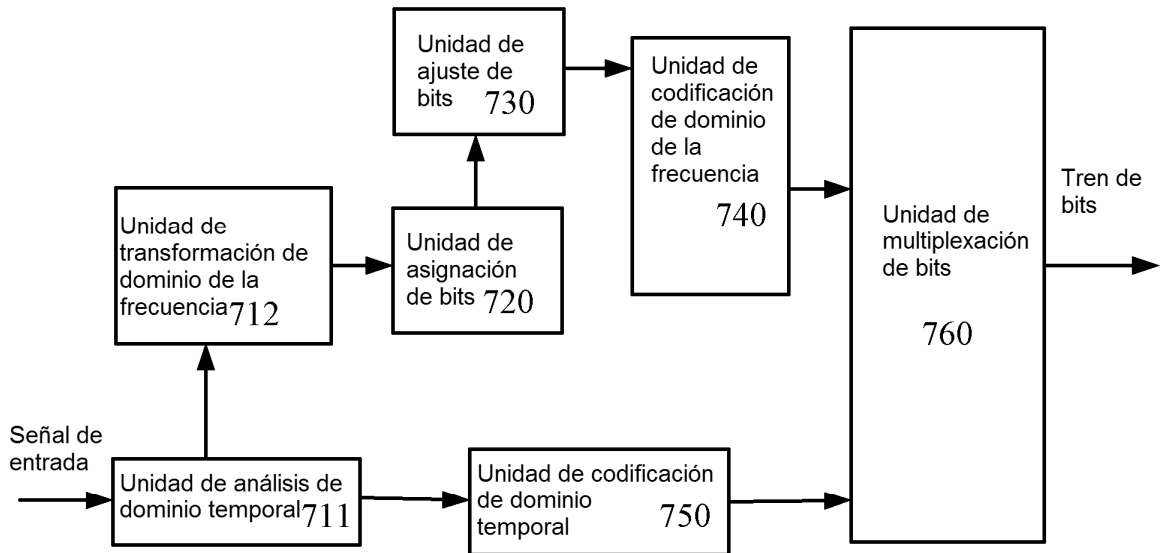 Unidad de
ajuste de
bits 730
Unidad de
codificación
de dominio
de la
frecuencia
740
Unidad de
transformación de
dominio de la
frecuencia 712
Unidad de
asignación
de bits 720
Unidad de
multiplexación
de bits
760
Tren de
bits
Señal de
entrada
Unidad de análisis de
dominio temporal 711
Unidad de codificación
de dominio
temporal 750